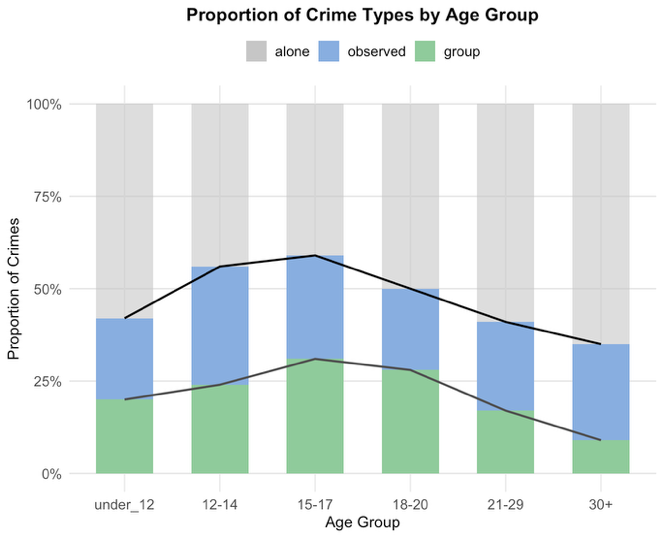 Proportion of Crime Types by Age Group
alone observed group
100%
75%
50%
25%
0%
Proportion of Crimes
under_12 12-14 15-17 18-20 21-29 30+
Age Group